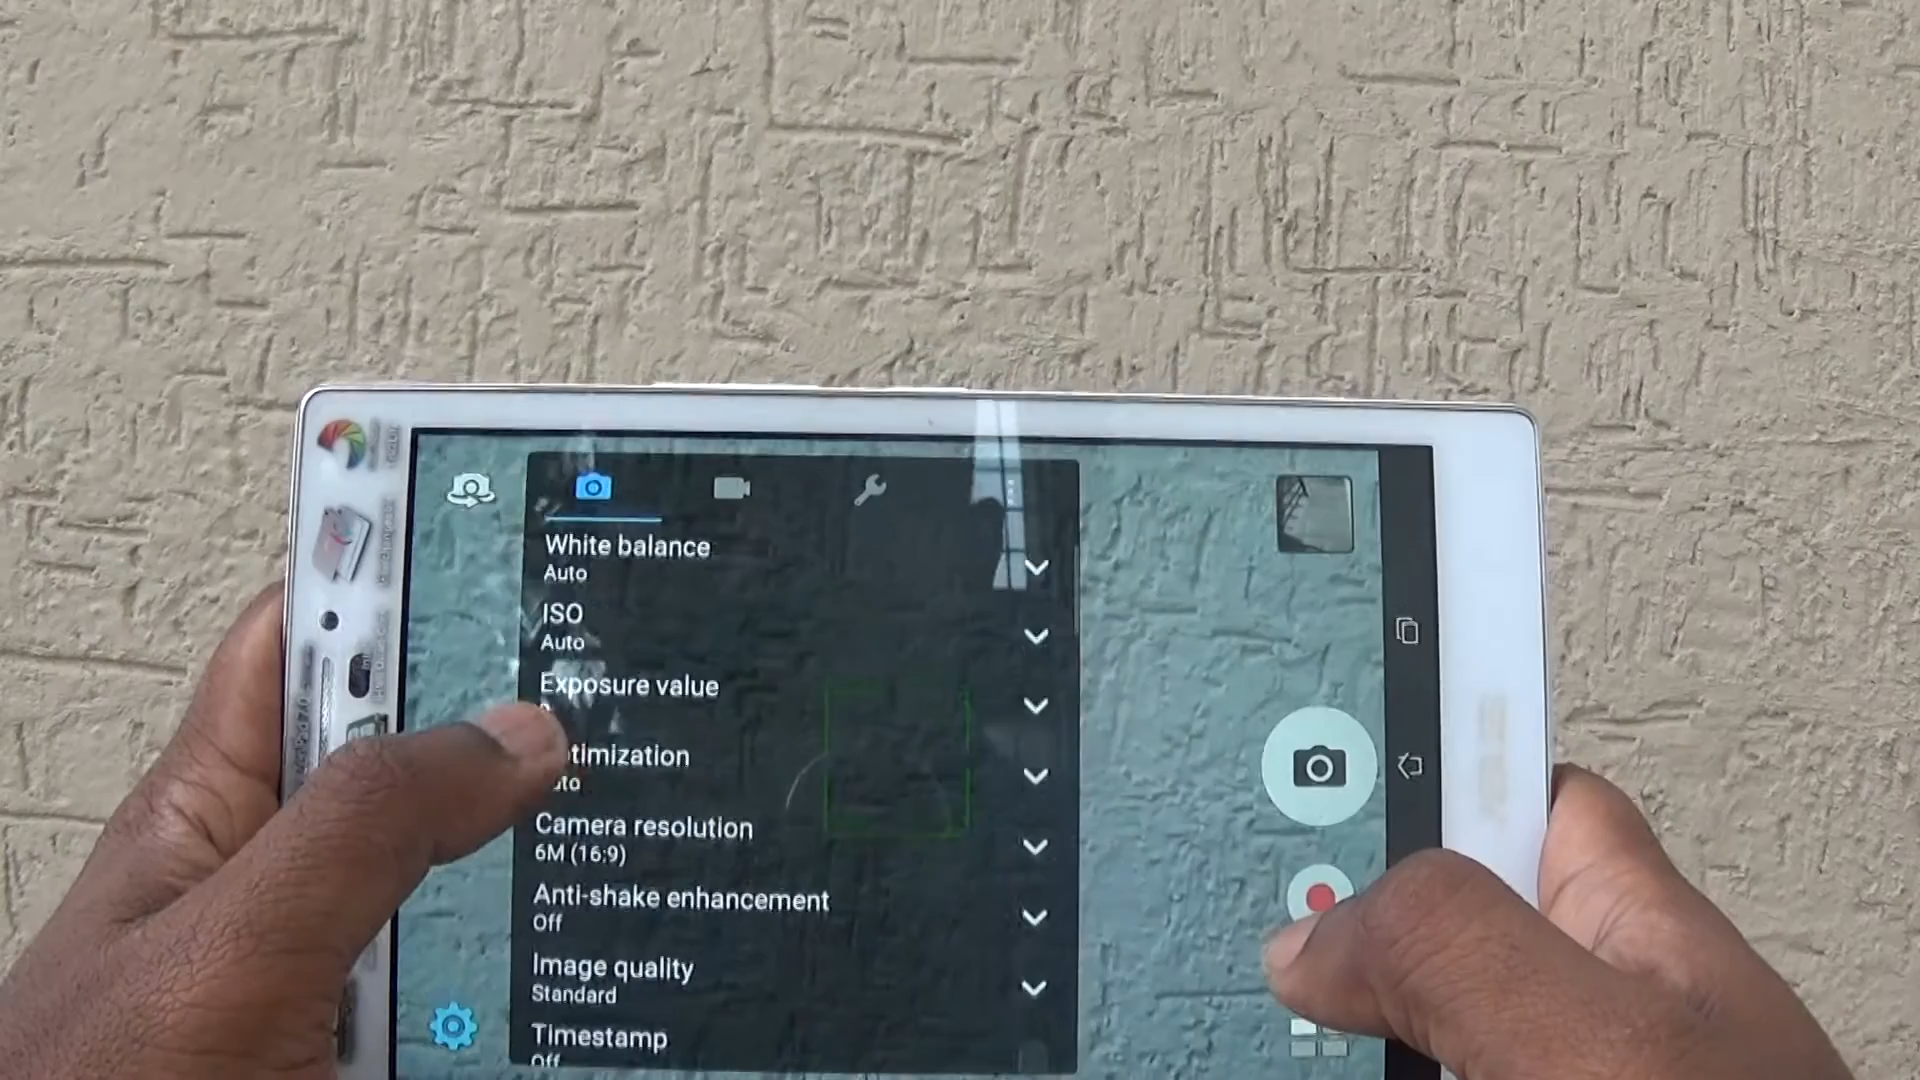 White balance
Auto
ISO
Auto
Exposure value
timization
Camera resolution
6M (16:9)
Anti-shake enhancement
Off
Image quality
Standard
Timestamp
Off